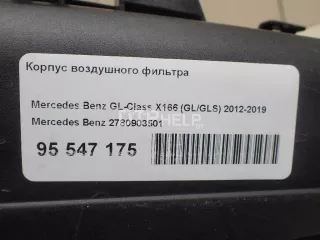 Корпус воздушного фильтра
Mercedes Benz GL-Class X166 (GL/GLS) 2012-2019
Mercedes Benz 2780903501
95 547 175